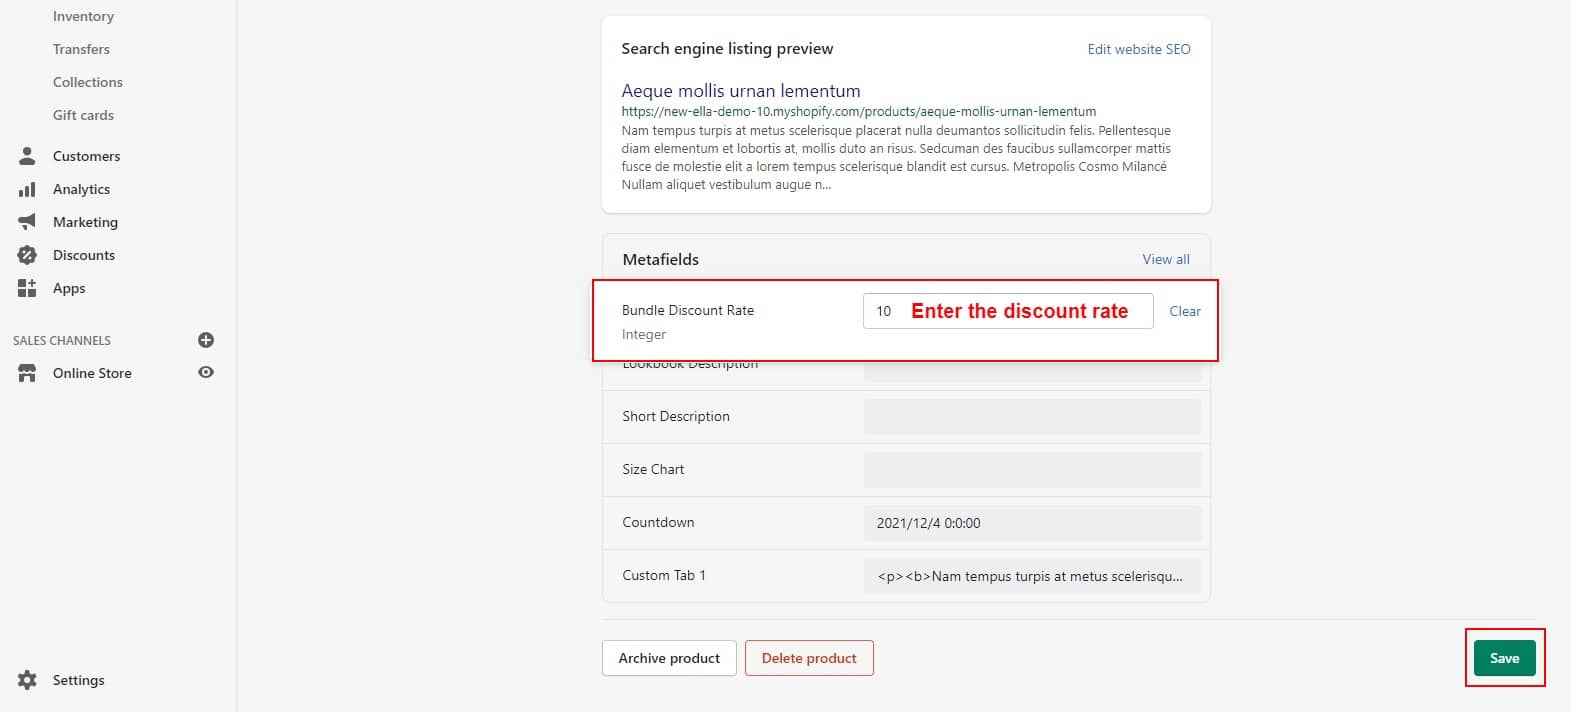 Inventory
Transfers
Collections
Gift cards
Customers
Analytics
Marketing
Discounts
Apps
SALES CHANNELS
Online Store
Settings
Search engine listing preview
Edit website SEO
Aeque mollis urnan lementum
https://new-ella-demo-10.myshopify.com/products/aeque-mollis-urnan-lementum
Nam tempus turpis at metus scelerisque placerat nulla deumantos sollicitudin felis. Pellentesque
diam elementum et lobortis at, mollis duto an risus. Sedcuman des faucibus sullamcorper mattis
fusce de molestie elit a lorem tempus scelerisque blandit est cursus. Metropolis Cosmo Milancé
Nullam aliquet vestibulum augue n...
Metafields
View all
Bundle Discount Rate
Integer
10
Enter the discount rate
Clear
Lookbook Description
Short Description
Size Chart
Countdown
2021/12/4 0:0:00
Custom Tab 1
<p><b>Nam tempus turpis at metus scelerisqu...
Archive product
Delete product
Save